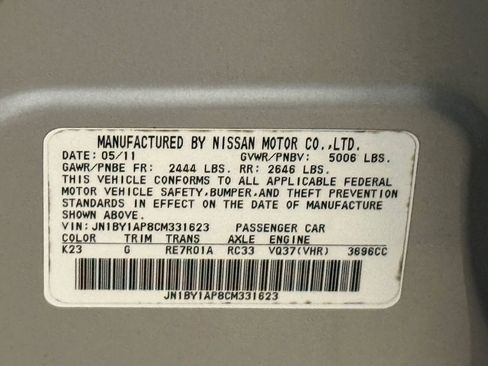 MANUFACTURED BY NISSAN MOTOR CO.,LTD.
DATE: 05/11 GVWR/PNBV: 5006 LBS.
GAWR/PNBE FR: 2444 LBS. RR: 2646 LBS.
THIS VEHICLE CONFORMS TO ALL APPLICABLE FEDERAL
MOTOR VEHICLE SAFETY,BUMPER,AND THEFT PREVENTION
STANDARDS IN EFFECT ON THE DATE OF MANUFACTURE
SHOWN ABOVE.
VIN: JN1BY1AP8CM331623 PASSENGER CAR
COLOR TRIM TRANS AXLE ENGINE
K23 G RE7R01A RC33 VQ37(VHR) 3696CC
JN1BY1AP8CM331623